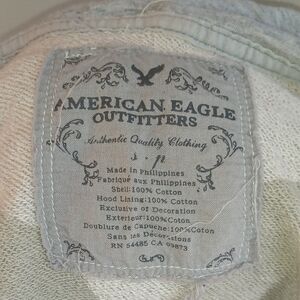 AMERICAN EAGLE
OUTFITTERS
Authentic Quality Clothing
Made in Philippines
Fabriqué aux Philippines
Shell:100% Cotton
Hood Lining:100% Cotton
Exclusive of Decoration
Exterieur:100% Coton
Doublure de Capuche:100%Coton
Sans les Décorations
RN 54485 CA 09873